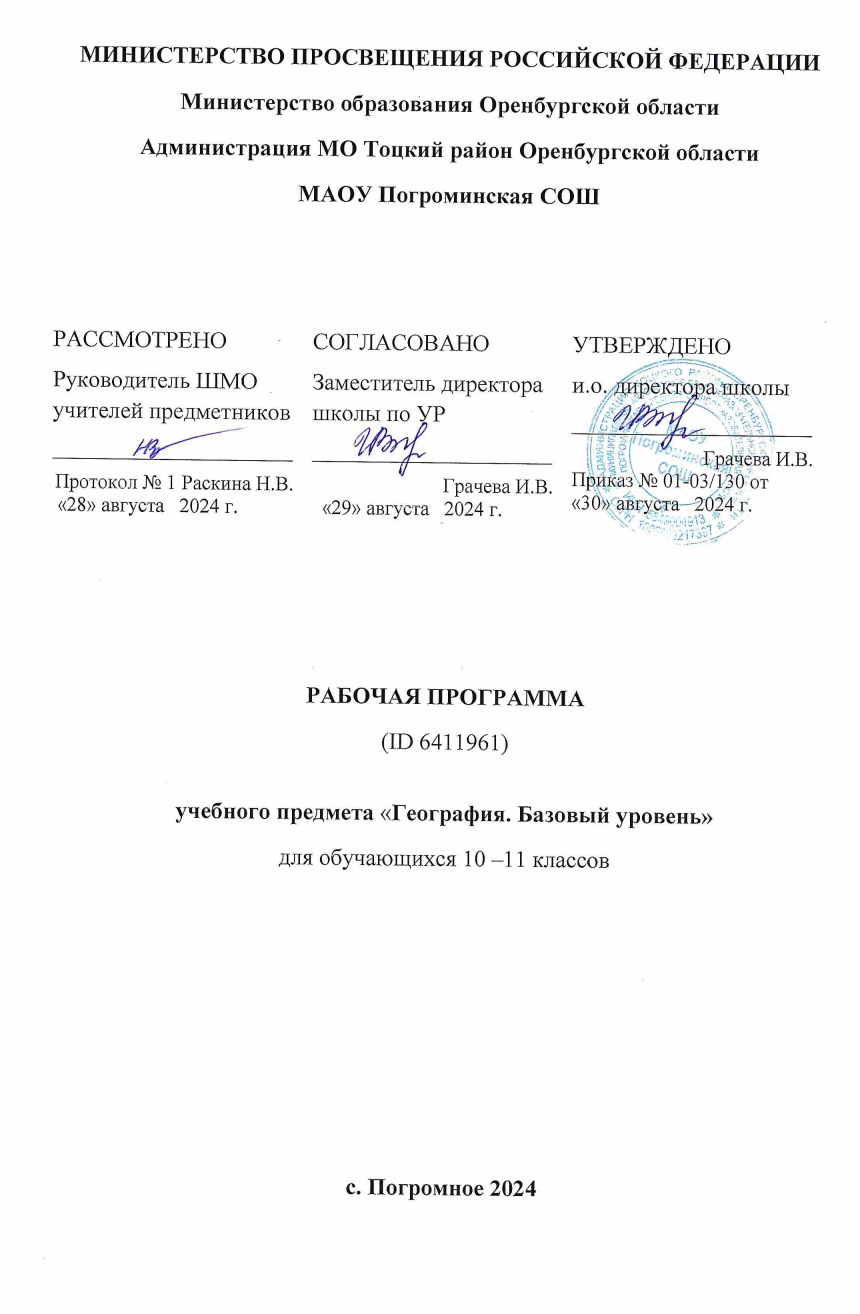 МИНИСТЕРСТВО ПРОСВЕЩЕНИЯ РОССИЙСКОЙ ФЕДЕРАЦИИ
Министерство образования Оренбургской области
Администрация МО Тоцкий район Оренбургской области
МАОУ Погроминская СОШ
РАССМОТРЕНО
Руководитель ШМО
учителей предметников
Протокол № 1 Раскина Н.В.
«28» августа 2024 г.
СОГЛАСОВАНО
Заместитель директора
школы по УР
Грачева И.В.
«29» августа 2024 г.
УТВЕРЖДЕНО
и.о. директора школы
Грачева И.В.
Приказ № 01-03/130 от
«30» августа 2024 г.
РАБОЧАЯ ПРОГРАММА
(ID 6411961)
учебного предмета «География. Базовый уровень»
для обучающихся 10 –11 классов
с. Погромное 2024